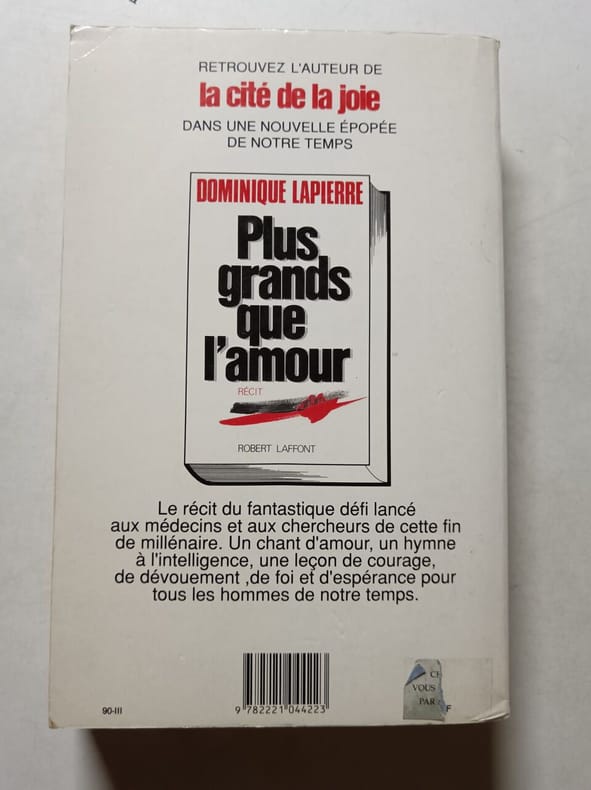 RETROUVEZ L'AUTEUR DE
la cité de la joie
DANS UNE NOUVELLE ÉPOPÉE
DE NOTRE TEMPS
DOMINIQUE LAPIERRE
Plus
grands
que
l'amour
RÉCIT
ROBERT LAFFONT
Le récit du fantastique défi lancé
aux médecins et aux chercheurs de cette fin
de millénaire. Un chant d'amour, un hymne
à l'intelligence, une leçon de courage,
de dévouement ,de foi et d'espérance pour
tous les hommes de notre temps.
90-III
9 782221 044223
VOUS
PAR
F